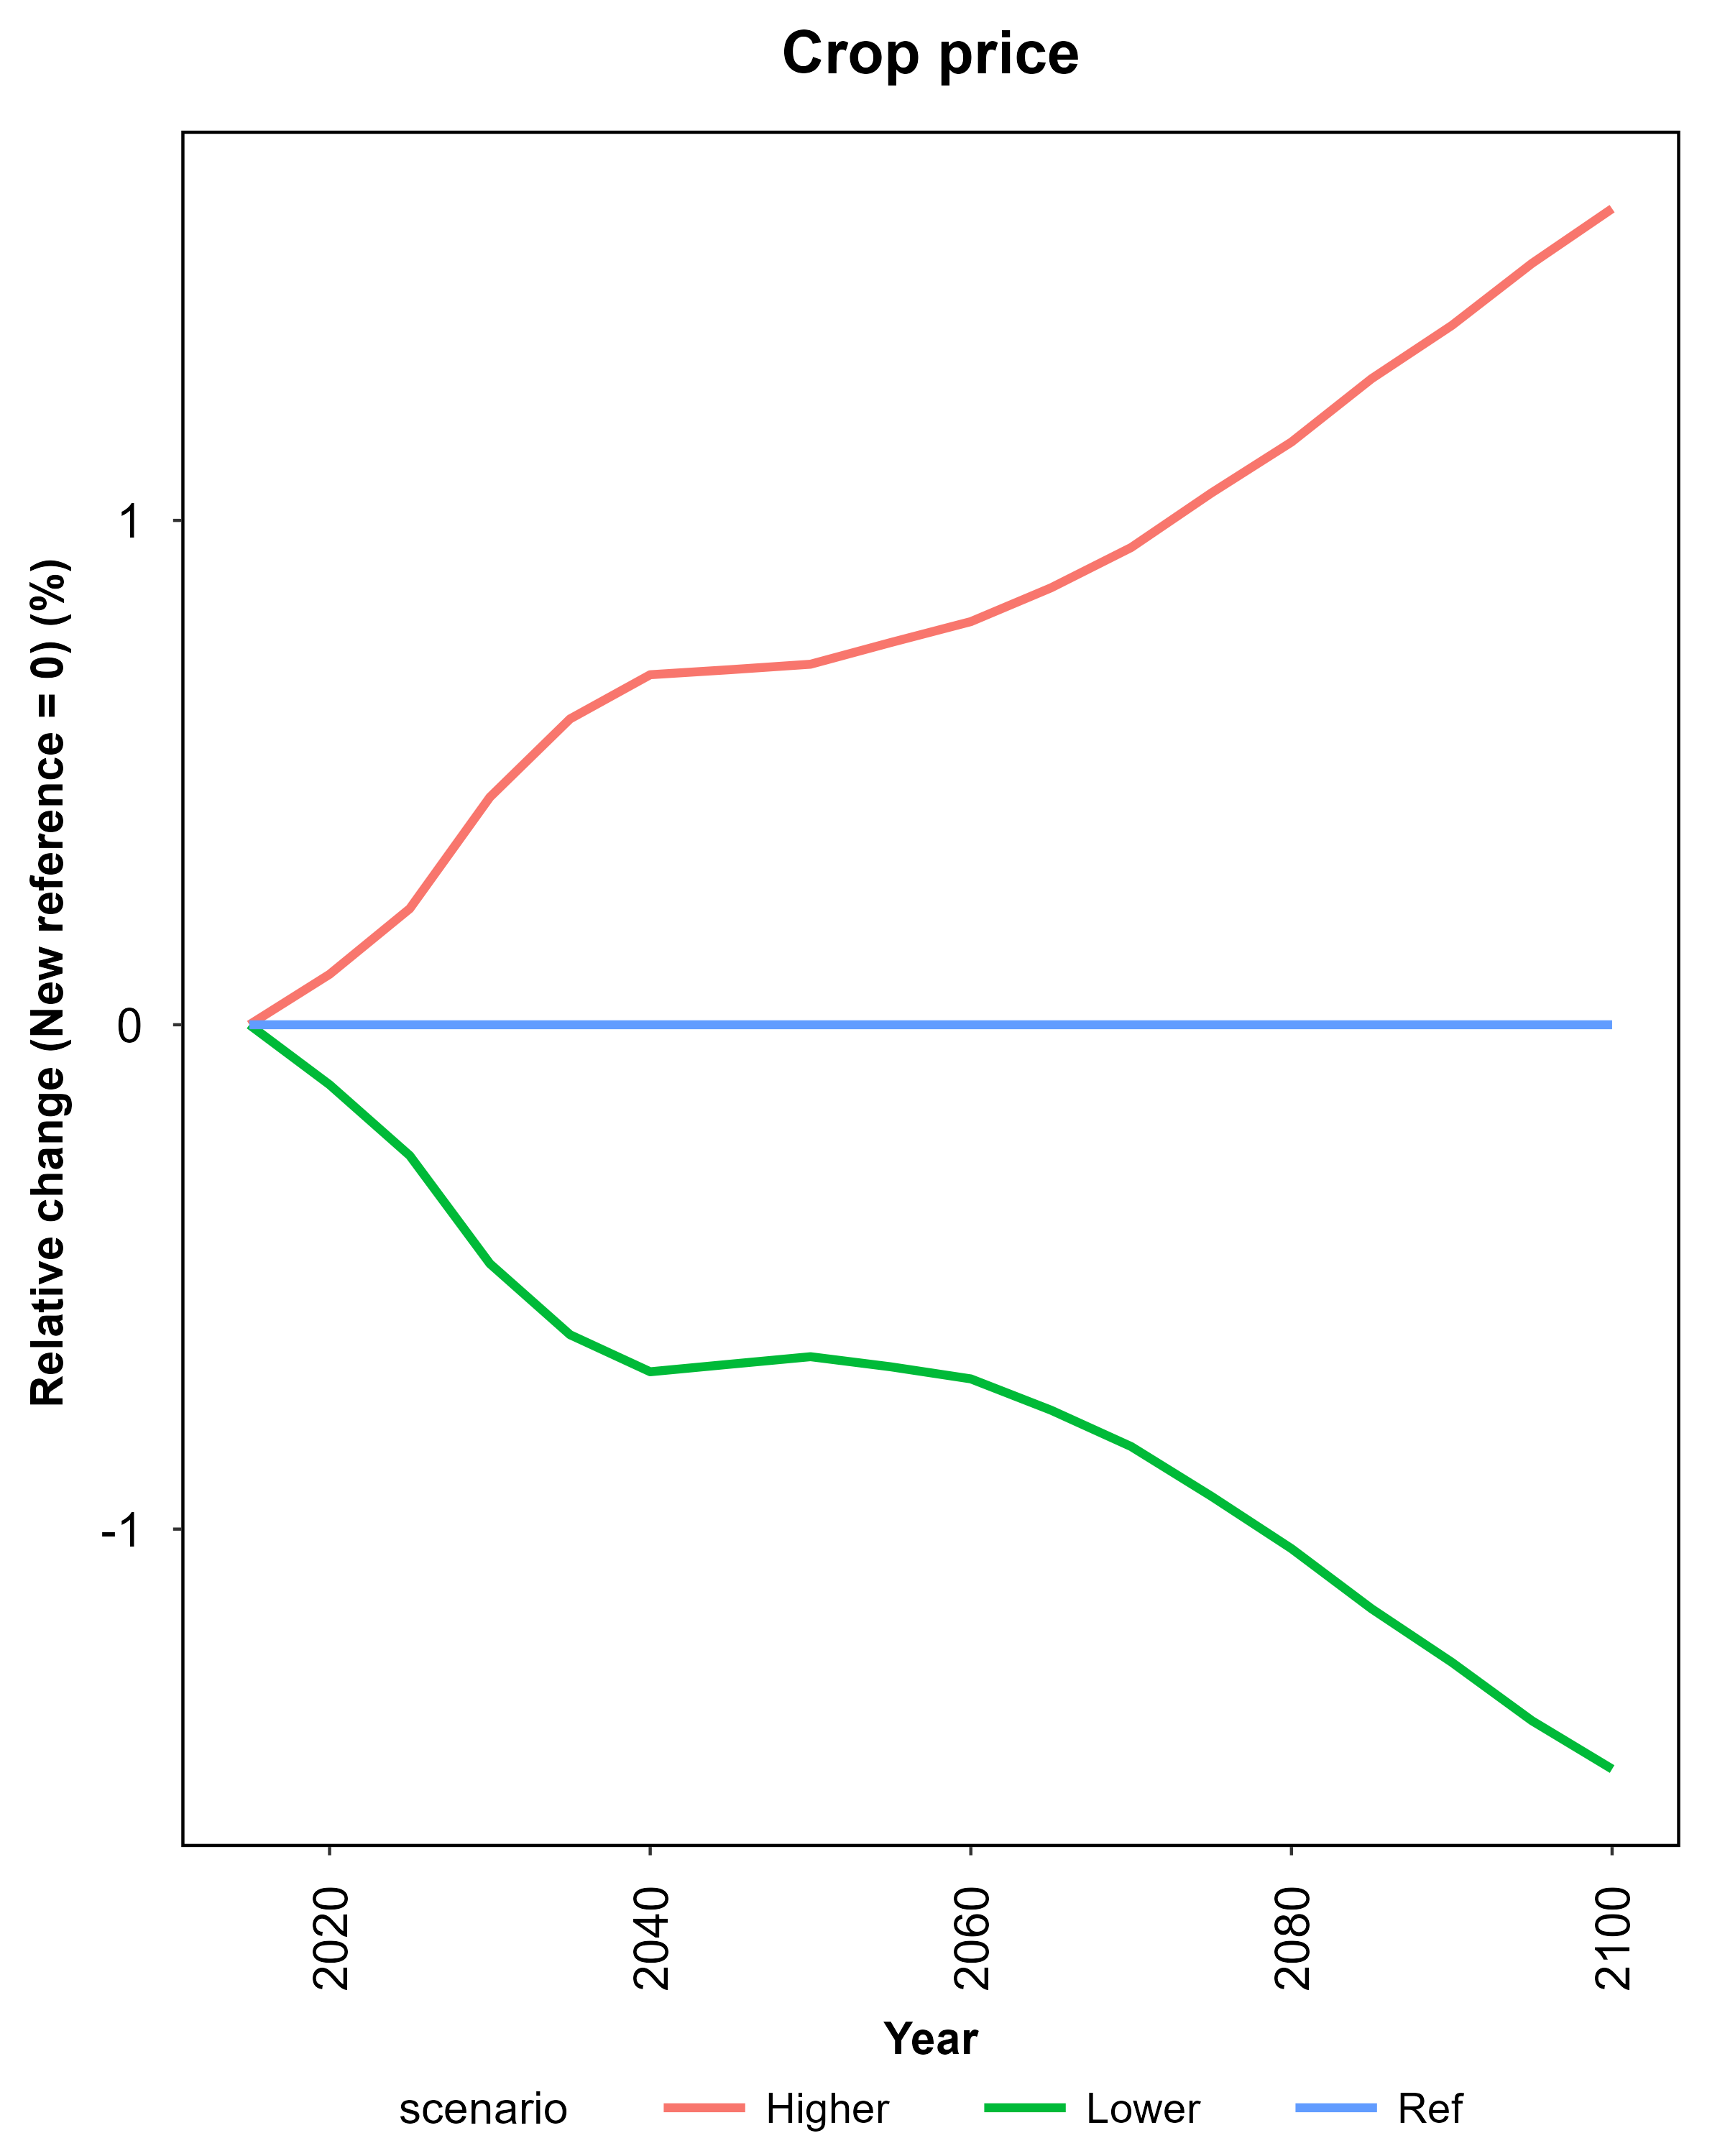 Crop price
Relative change (New reference = 0) (%)
1
0
-1
2020
2040
2060
2080
2100
Year
scenario Higher Lower Ref